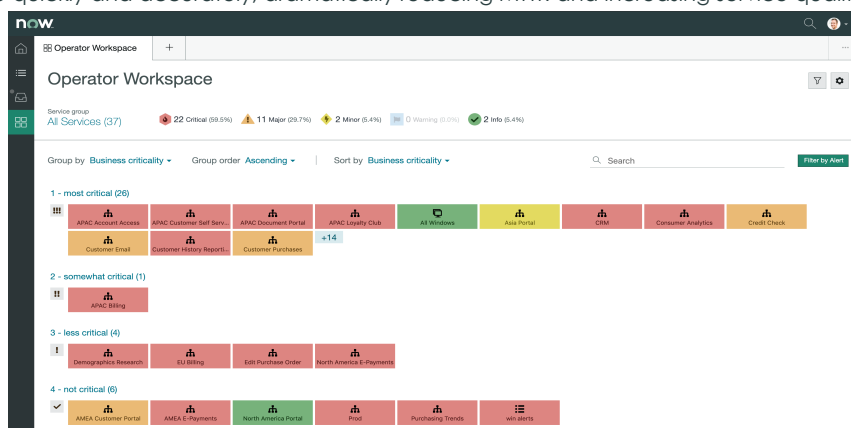 quickly and accurately, dramatically reducing MTTR and increasing service quali
now.
Operator Workspace +
Operator Workspace
Service group
All Services (37) 22 Critical (59.5%) 11 Major (29.7%) 2 Minor (5.4%) 0 Warning (0.0%) 2 Info (5.4%)
Group by Business criticality Group order Ascending Sort by Business criticality Search Filter by Alert
1 - most critical (26)
!!! APAC Account Access APAC Customer Self Serv... APAC Document Portal APAC Loyalty Club All Windows Asia Portal CRM Consumer Analytics Credit Check
Customer Email Customer History Reporti... Customer Purchases +14
2 - somewhat critical (1)
!! APAC Billing
3 - less critical (4)
! Demographics Research EU Billing Edit Purchase Order North America E-Payments
4 - not critical (6)
AMEA Customer Portal AMEA E-Payments North America Portal Prod Purchasing Trends win alerts